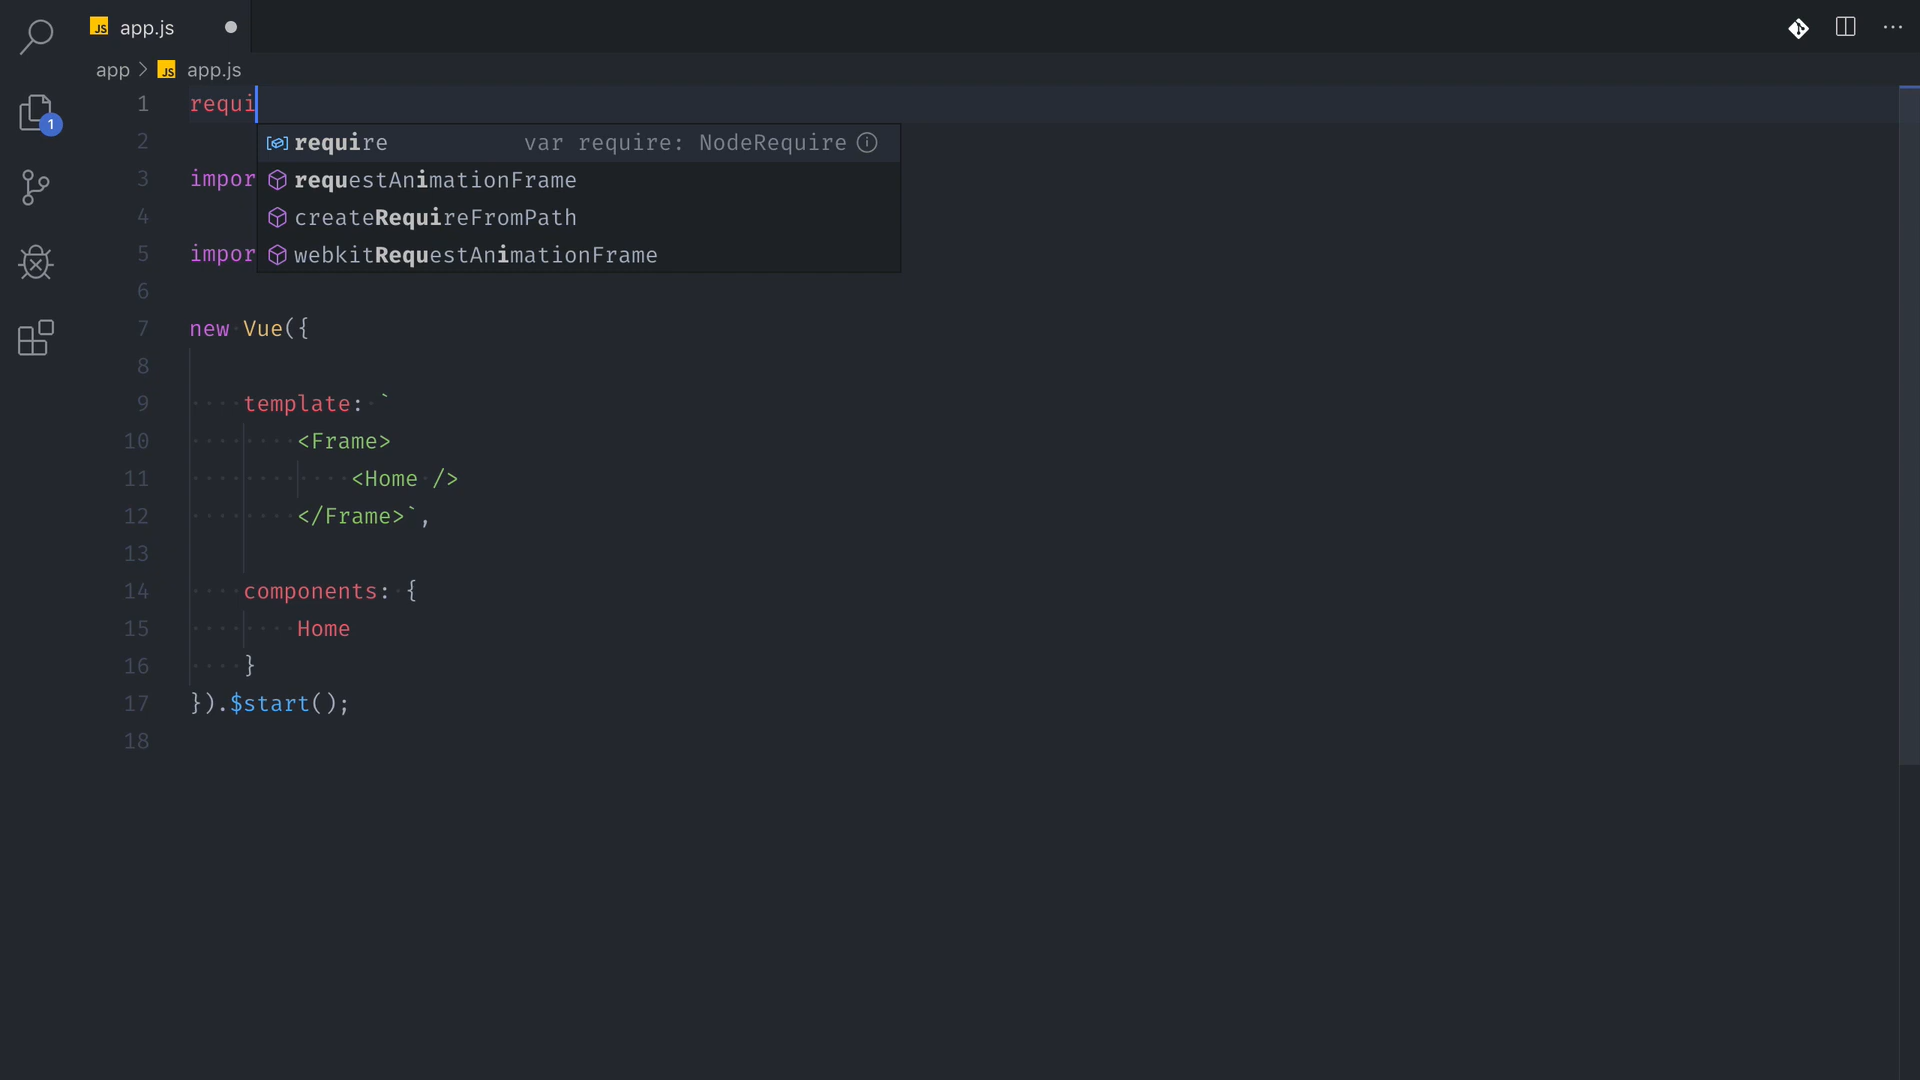 JS app.js
app > JS app.js
1 requi
require var require: NodeRequire
2
requestAnimationFrame
3 impor
createRequireFromPath
4
webkitRequestAnimationFrame
5 impor
6
7 new Vue({
8
9 template: `
10 <Frame>
11 <Home />
12 </Frame>`,
13
14 components: {
15 Home
16 }
17 }).$start();
18
1